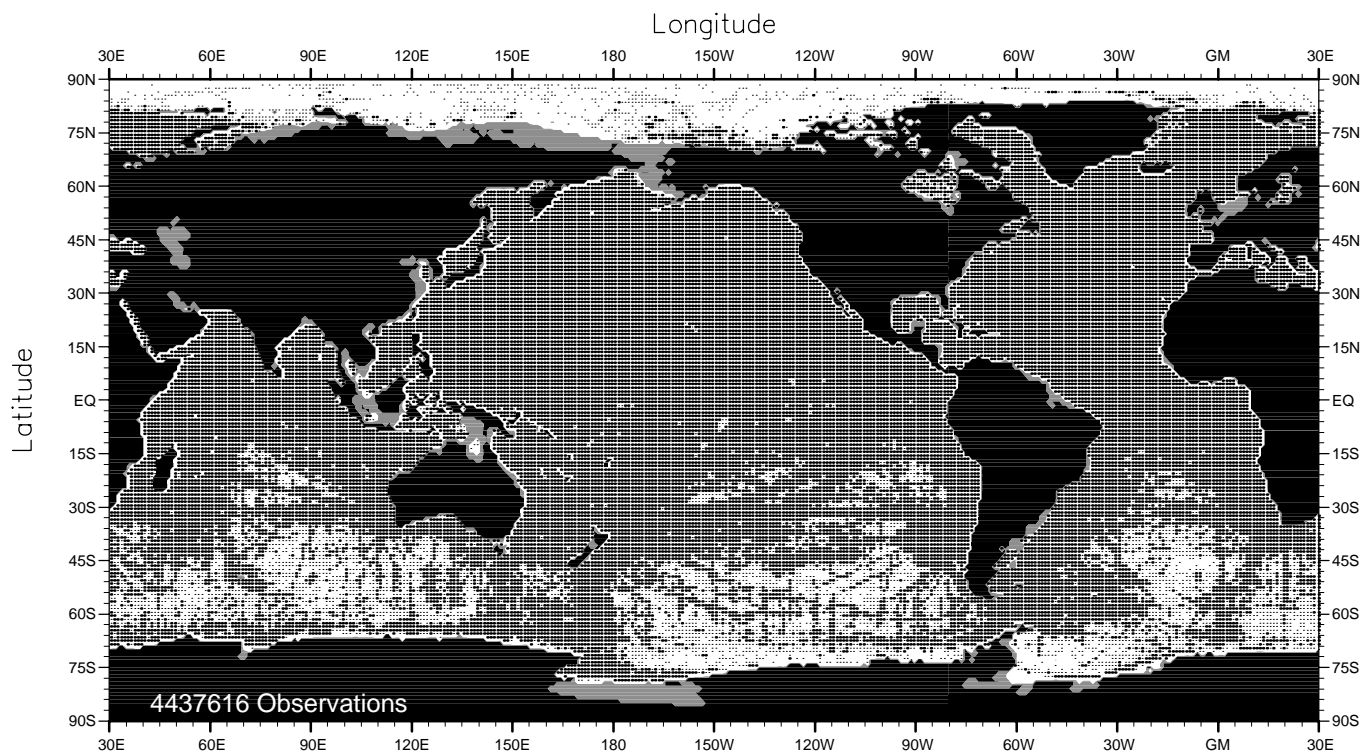 Longitude
30E 60E 90E 120E 150E 180 150W 120W 90W 60W 30W GM 30E
90N 90N
75N 75N
60N 60N
45N 45N
30N 30N
15N 15N
EQ EQ
15S 15S
30S 30S
45S 45S
60S 60S
75S 75S
90S 90S
Latitude
4437616 Observations
30E 60E 90E 120E 150E 180 150W 120W 90W 60W 30W GM 30E